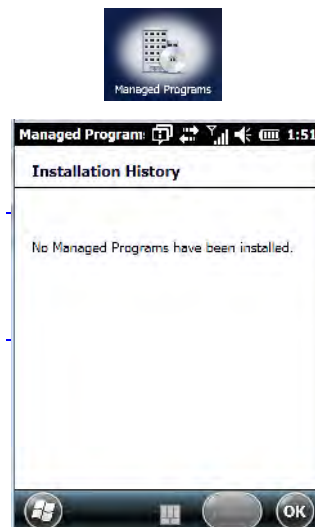 Managed Programs
Managed Program: 1:51
Installation History
No Managed Programs have been installed.
OK